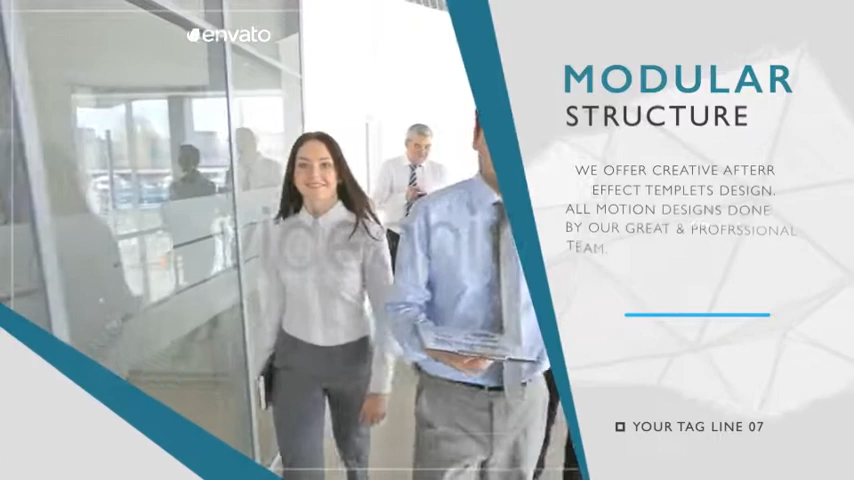 envato
MODULAR
STRUCTURE
WE OFFER CREATIVE AFTERR
EFFECT TEMPLETS DESIGN.
ALL MOTION DESIGNS DONE
BY OUR GREAT & PROFRSSIONAL
TEAM.
YOUR TAG LINE 07